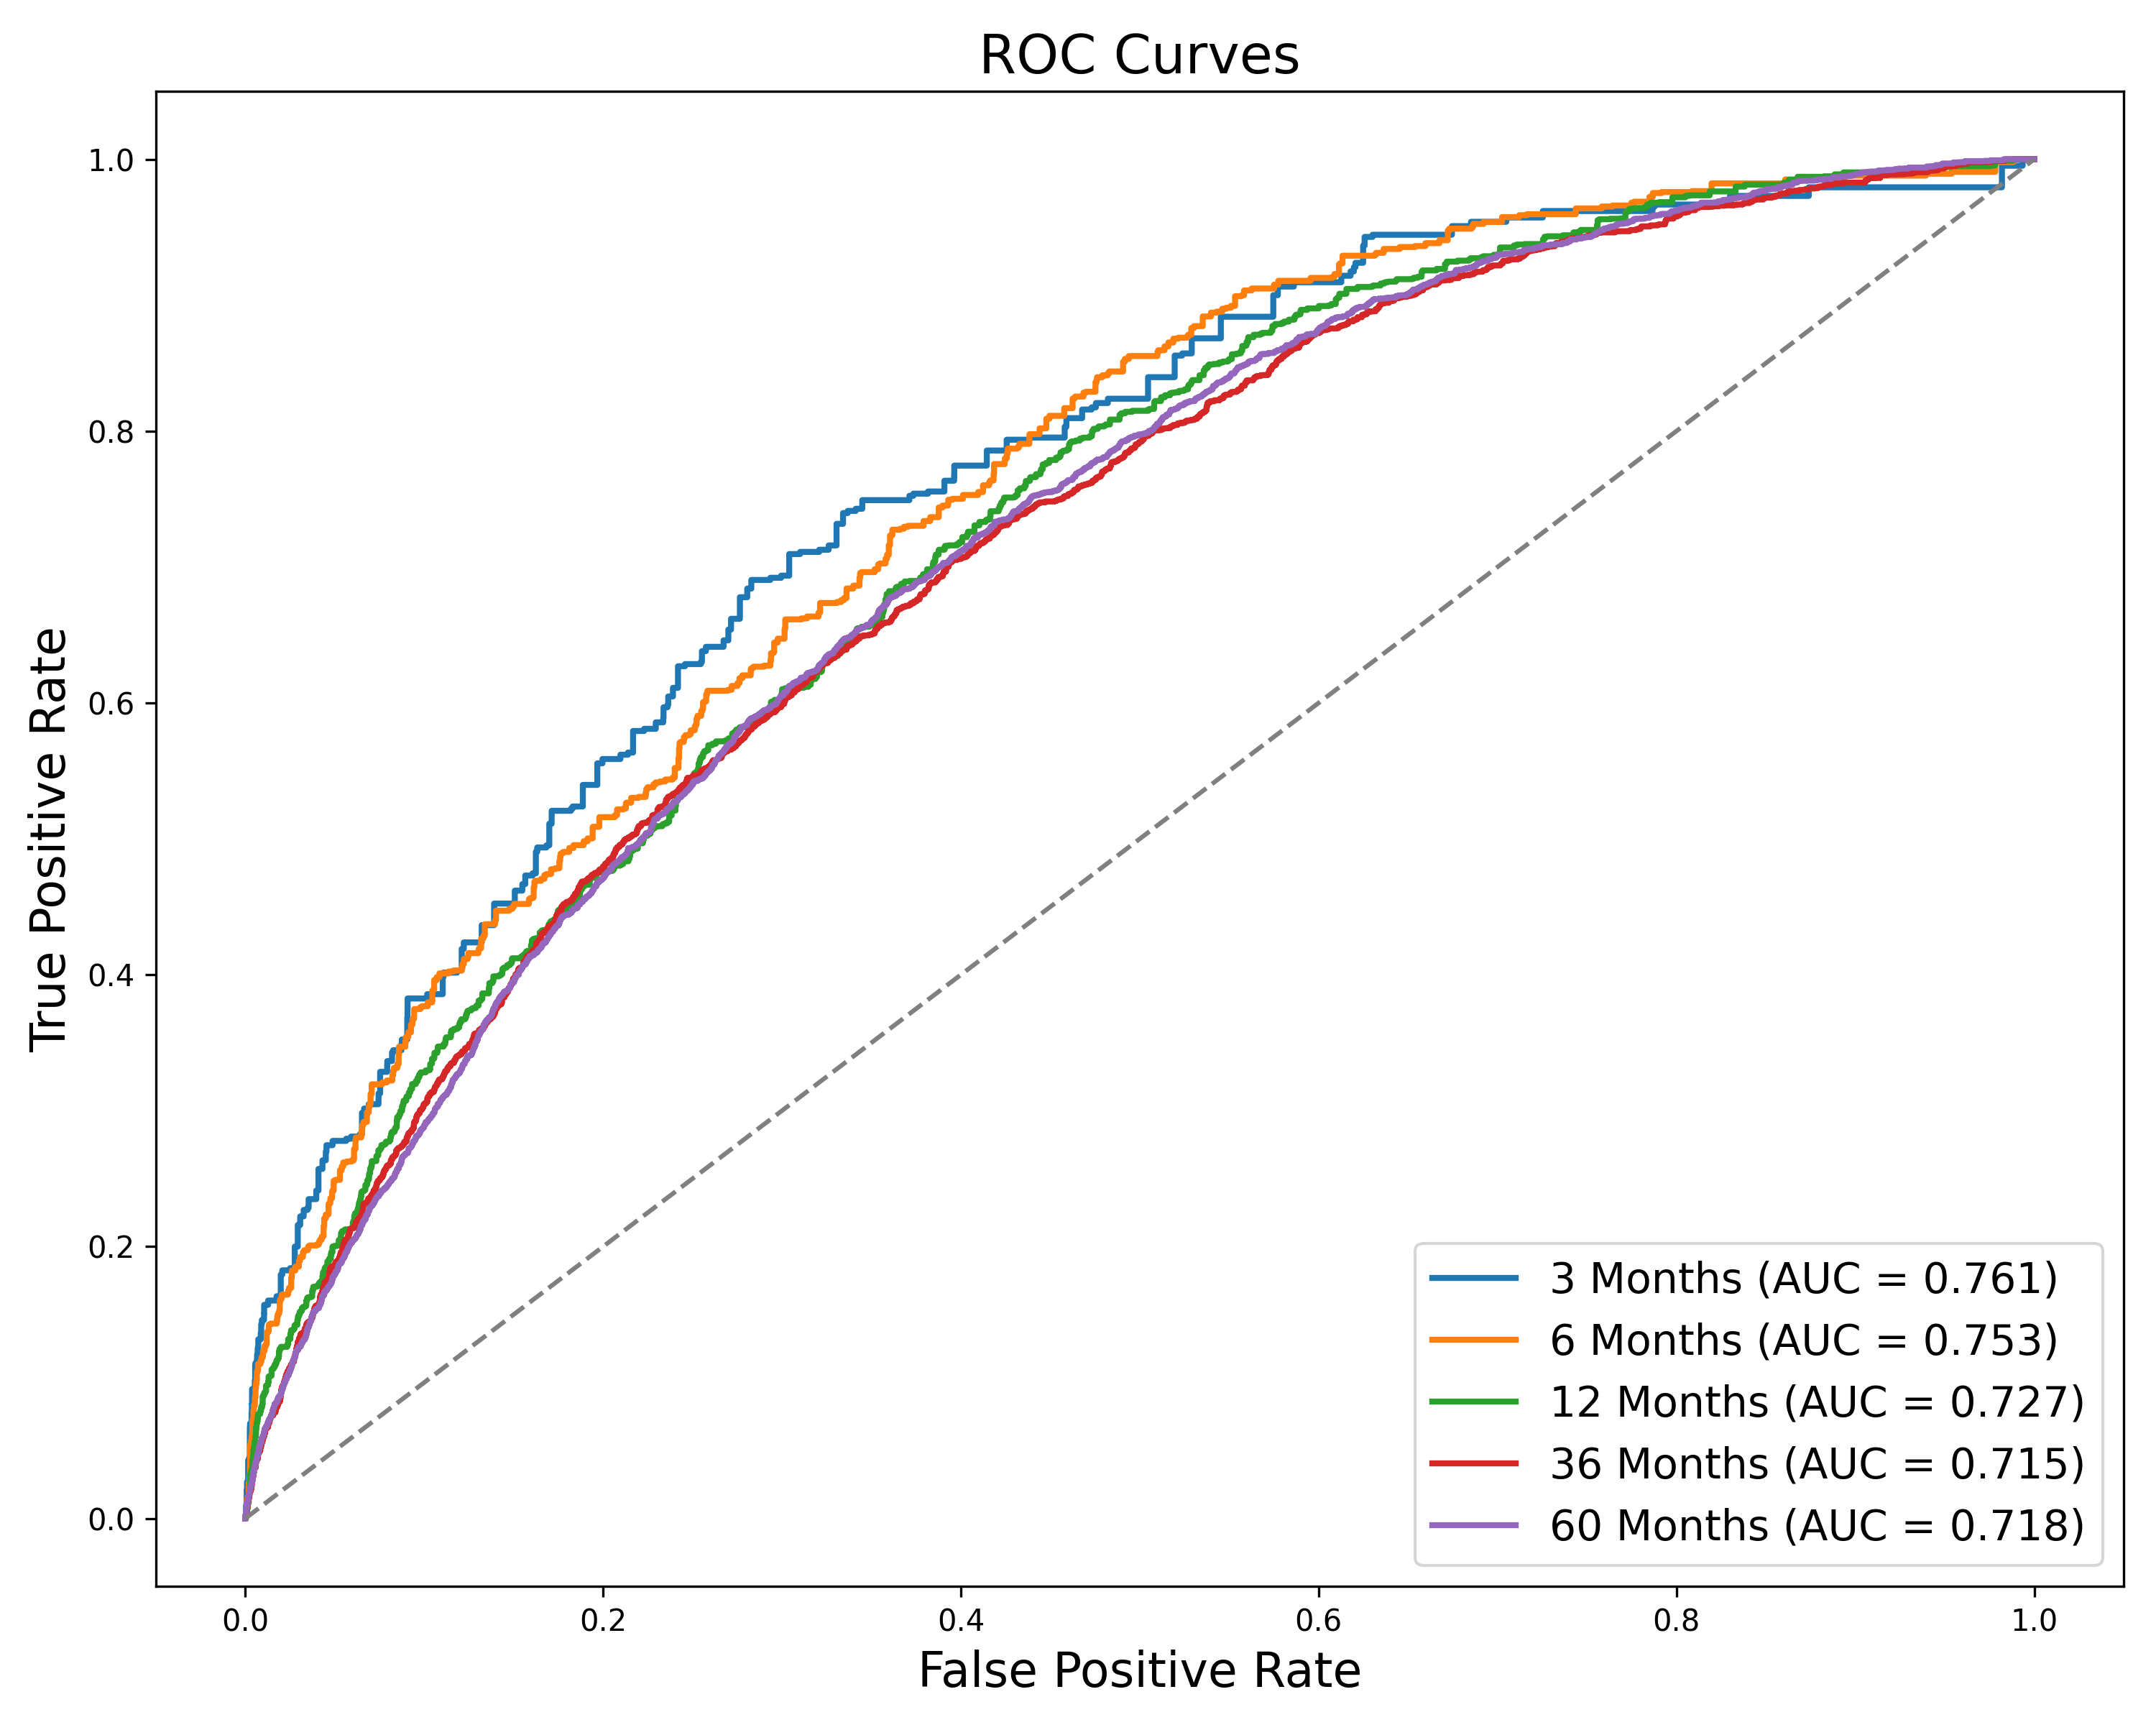 ROC Curves
1.0
0.8
0.6
0.4
0.2
0.0
True Positive Rate
0.0 0.2 0.4 0.6 0.8 1.0
False Positive Rate
3 Months (AUC = 0.761)
6 Months (AUC = 0.753)
12 Months (AUC = 0.727)
36 Months (AUC = 0.715)
60 Months (AUC = 0.718)